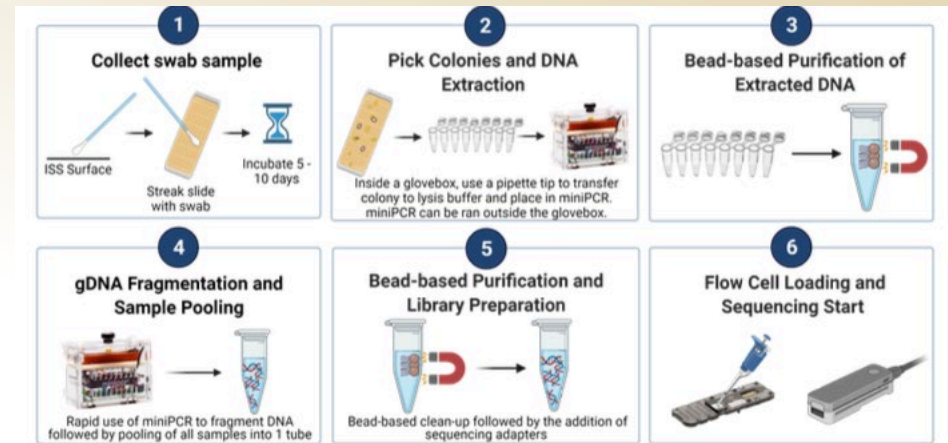 1
Collect swab sample
ISS Surface
Streak slide
with swab
Incubate 5 -
10 days
2
Pick Colonies and DNA
Extraction
Inside a glovebox, use a pipette tip to transfer
colony to lysis buffer and place in miniPCR.
miniPCR can be ran outside the glovebox.
3
Bead-based Purification of
Extracted DNA
4
gDNA Fragmentation and
Sample Pooling
Rapid use of miniPCR to fragment DNA
followed by pooling of all samples into 1 tube
5
Bead-based Purification and
Library Preparation
Bead-based clean-up followed by the addition of
sequencing adapters
6
Flow Cell Loading and
Sequencing Start